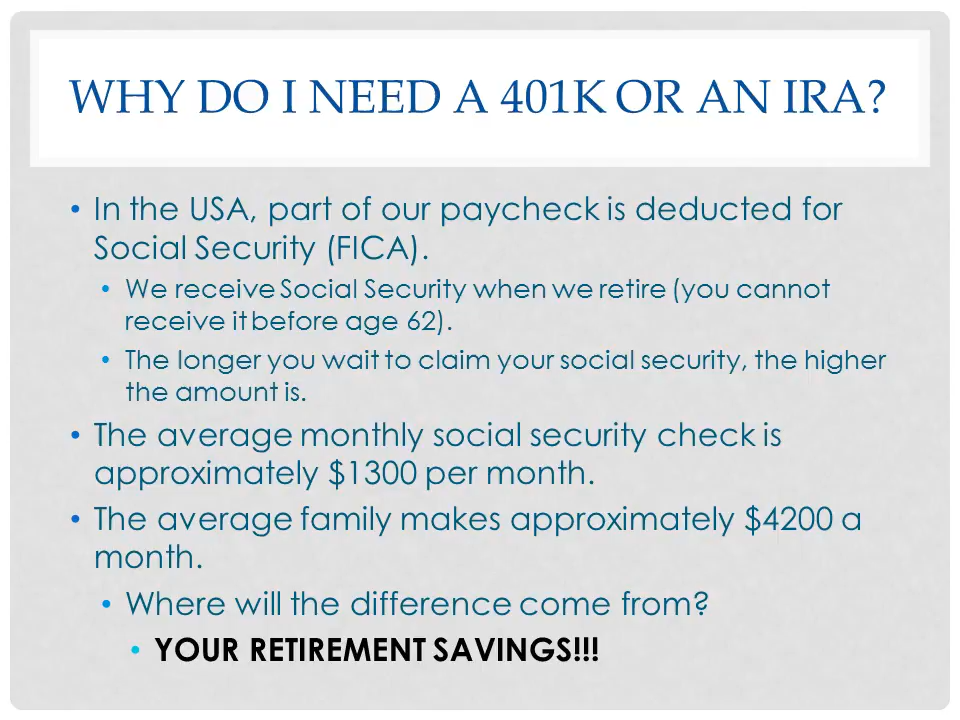 WHY DO I NEED A 401K OR AN IRA?
• In the USA, part of our paycheck is deducted for
Social Security (FICA).
• We receive Social Security when we retire (you cannot
receive it before age 62).
• The longer you wait to claim your social security, the higher
the amount is.
• The average monthly social security check is
approximately $1300 per month.
• The average family makes approximately $4200 a
month.
• Where will the difference come from?
• YOUR RETIREMENT SAVINGS!!!